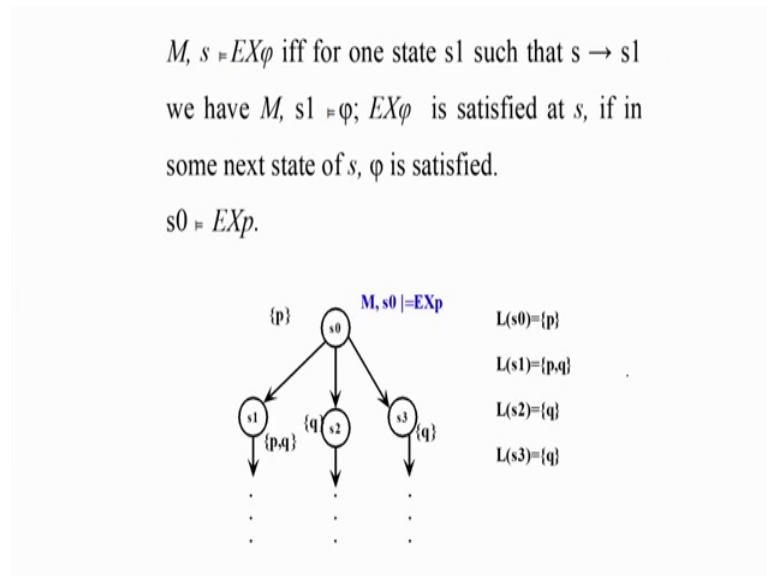 M, s ⊨ EXφ iff for one state s1 such that s → s1
we have M, s1 ⊨ φ; EXφ is satisfied at s, if in
some next state of s, φ is satisfied.
s0 ⊨ EXp.
M, s0 |=EXp
{p}
s0
L(s0)={p}
L(s1)={p,q}
s1
{q}
s2
s3
{q}
L(s2)={q}
{p,q}
L(s3)={q}